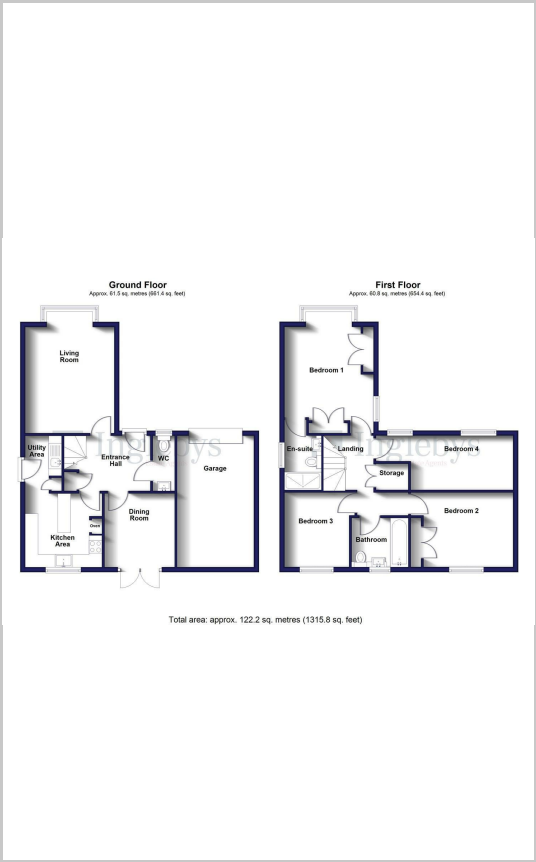 Ground Floor
Approx. 61.5 sq. metres (661.4 sq. feet)
Living
Room
Utility
Area
Entrance
Hall
WC
Garage
Dining
Room
Oven
Kitchen
Area
First Floor
Approx. 60.8 sq. metres (654.4 sq. feet)
Bedroom 1
En-suite
Landing
Bedroom 4
Storage
Bedroom 3
Bathroom
Bedroom 2
Inglebys
Inglebys
Total area: approx. 122.2 sq. metres (1315.8 sq. feet)